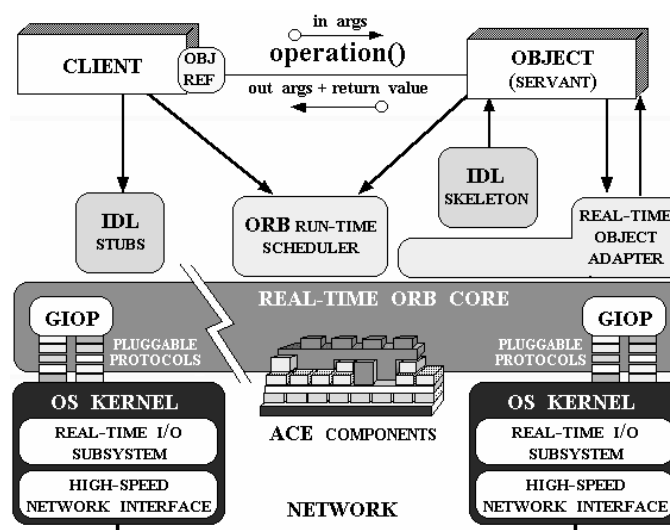 in args
CLIENT
OBJ
REF
operation()
OBJECT
(SERVANT)
out args + return value
IDL
STUBS
ORB RUN-TIME
SCHEDULER
IDL
SKELETON
REAL-TIME
OBJECT
ADAPTER
REAL-TIME ORB CORE
GIOP
PLUGGABLE
PROTOCOLS
GIOP
PLUGGABLE
PROTOCOLS
OS KERNEL
REAL-TIME I/O
SUBSYSTEM
HIGH-SPEED
NETWORK INTERFACE
ACE COMPONENTS
NETWORK
OS KERNEL
REAL-TIME I/O
SUBSYSTEM
HIGH-SPEED
NETWORK INTERFACE